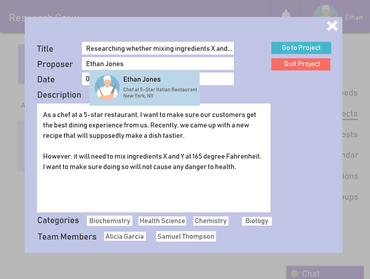 Research Crew
Ethan
Title Researching whether mixing ingredients X and...
Go to Project
Proposer Ethan Jones
Quit Project
Date 0
Ethan Jones
Chef at 5-Star Italian Restaurant
New York, NY
Description
As a chef at a 5-star restaurant, I want to make sure our customers get
the best dining experience from us. Recently, we came up with a new
recipe that will supposedly make a dish tastier.
However, it will need to mix ingredients X and Y at 165 degree Fahrenheit.
I want to make sure doing so will not cause any danger to health.
Categories Biochemistry Health Science Chemistry Biology
Team Members Alicia Garcia Samuel Thompson
Chat